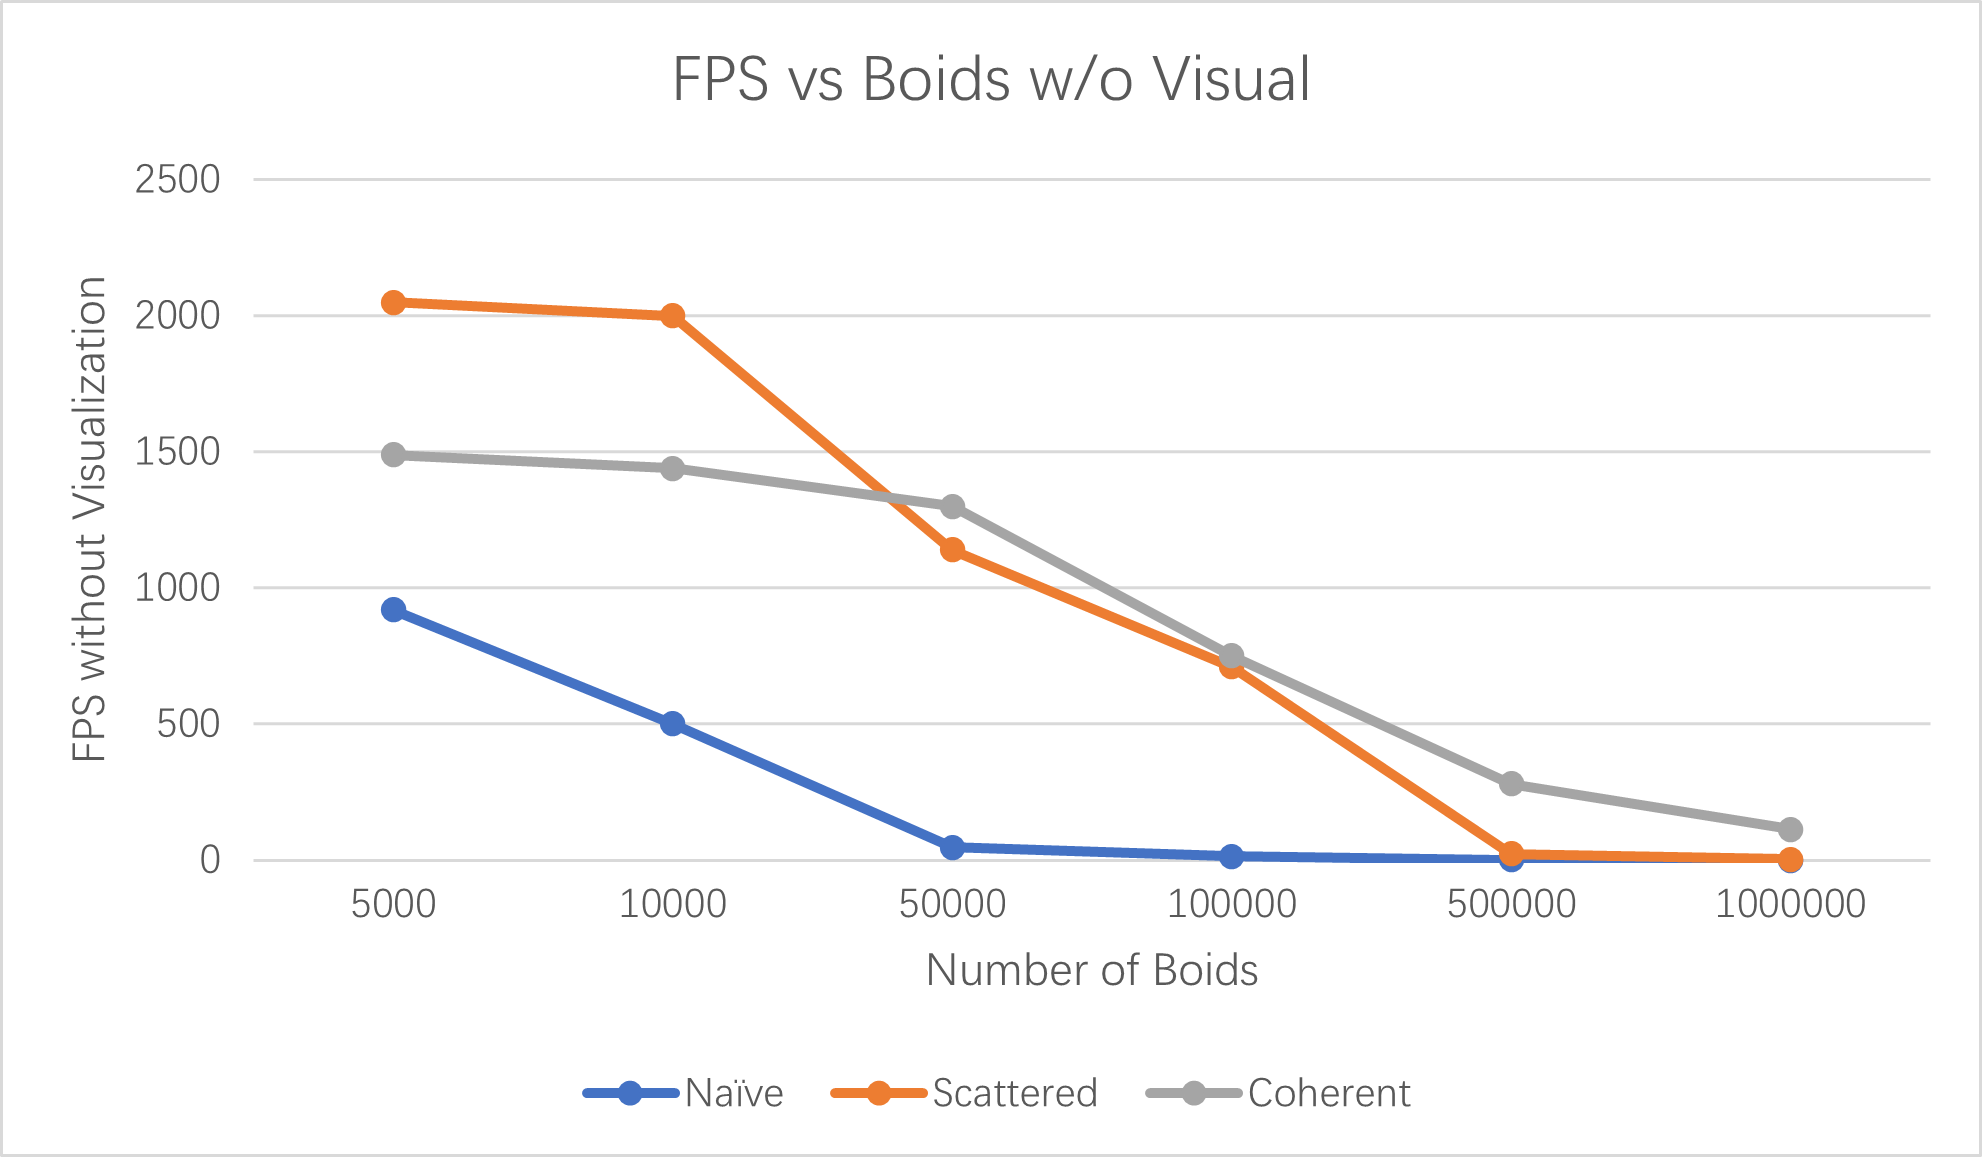 FPS vs Boids w/o Visual
FPS without Visualization
2500
2000
1500
1000
500
0
5000 10000 50000 100000 500000 1000000
Number of Boids
Naïve Scattered Coherent